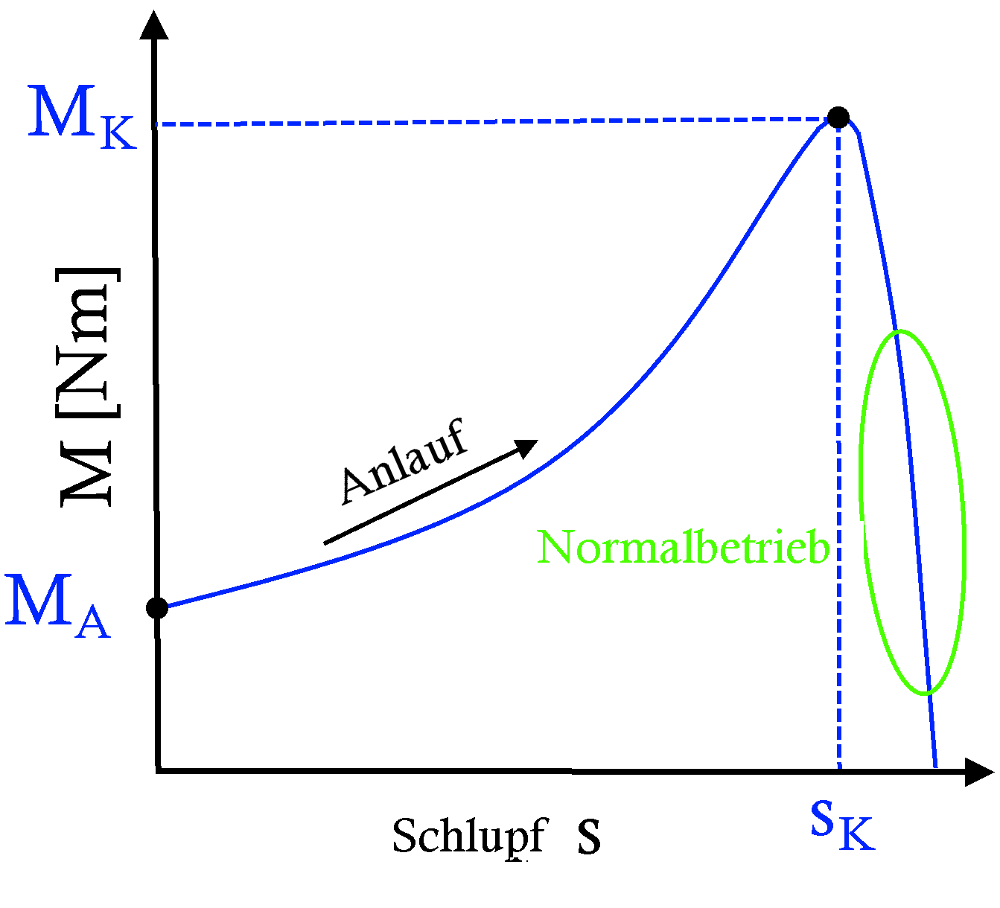 M_K
M [Nm]
Anlauf
Normalbetrieb
M_A
Schlupf s
s_K